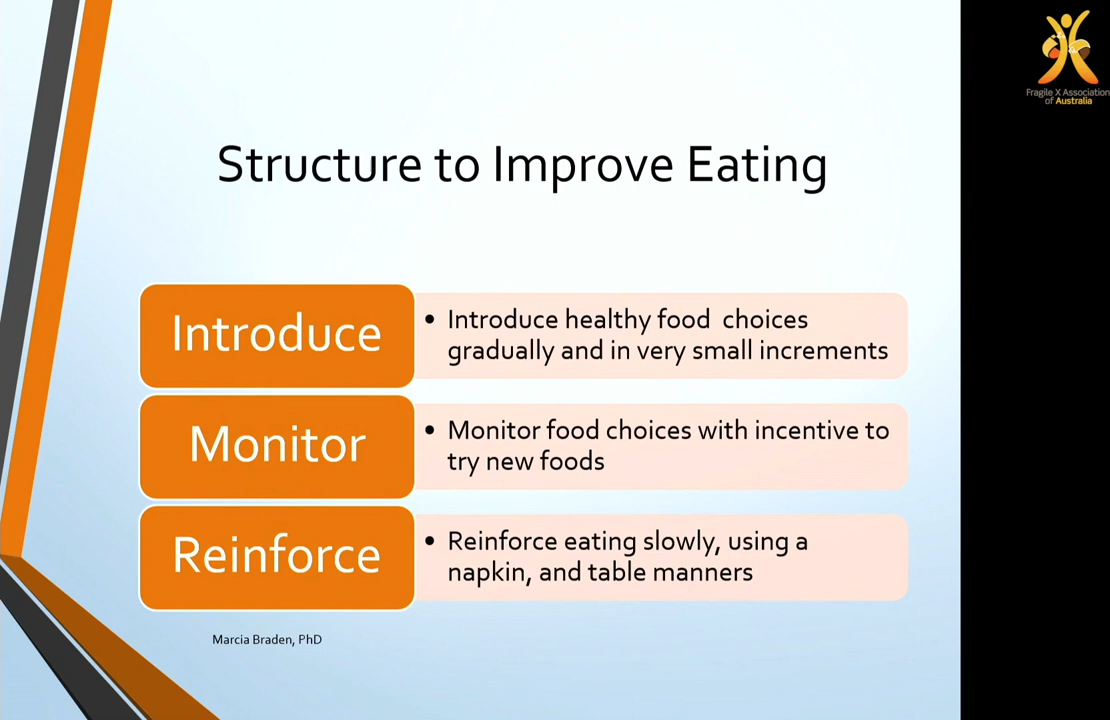 Structure to Improve Eating
Introduce
• Introduce healthy food  choices
gradually and in very small increments
Monitor
• Monitor food choices with incentive to
try new foods
Reinforce
• Reinforce eating slowly, using a
napkin, and table manners
Marcia Braden, PhD
Fragile X Association
of Australia